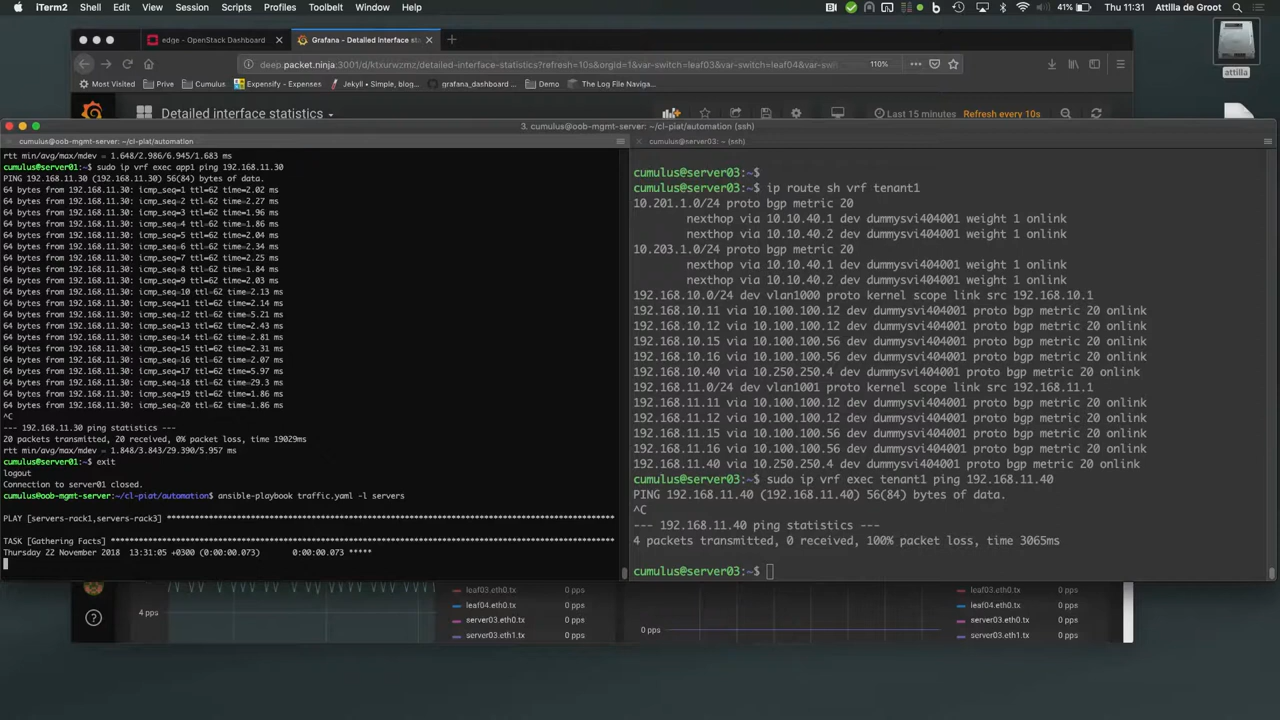 iTerm2 Shell Edit View Session Scripts Profiles Toolbelt Window Help 41% Thu 11:31 Attilla de Groot
edge - OpenStack Dashboard
Grafana - Detailed interface st
deep.packet.ninja:3001/d/ktxurwzmz/detailed-interface-statistics?refresh=10s&orgId=1&var-switch=leaf03&var-switch=leaf04&var-swit 110%
Most Visited Prive Cumulus Expensify - Expenses Jekyll • Simple, blog... grafana_dashboard ... Demo The Log File Naviga...
attilla
Detailed interface statistics
Last 15 minutes Refresh every 10s
3. cumulus@oob-mgmt-server: ~/cl-piat/automation (ssh)
cumulus@oob-mgmt-server: ~/cl-piat/automation
rtt min/avg/max/mdev = 1.648/2.986/6.945/1.683 ms
cumulus@server01:~$ sudo ip vrf exec app1 ping 192.168.11.30
PING 192.168.11.30 (192.168.11.30) 56(84) bytes of data.
64 bytes from 192.168.11.30: icmp_seq=1 ttl=62 time=2.02 ms
64 bytes from 192.168.11.30: icmp_seq=2 ttl=62 time=2.27 ms
64 bytes from 192.168.11.30: icmp_seq=3 ttl=62 time=1.96 ms
64 bytes from 192.168.11.30: icmp_seq=4 ttl=62 time=1.86 ms
64 bytes from 192.168.11.30: icmp_seq=5 ttl=62 time=2.04 ms
64 bytes from 192.168.11.30: icmp_seq=6 ttl=62 time=2.34 ms
64 bytes from 192.168.11.30: icmp_seq=7 ttl=62 time=2.25 ms
64 bytes from 192.168.11.30: icmp_seq=8 ttl=62 time=1.84 ms
64 bytes from 192.168.11.30: icmp_seq=9 ttl=62 time=2.03 ms
64 bytes from 192.168.11.30: icmp_seq=10 ttl=62 time=2.13 ms
64 bytes from 192.168.11.30: icmp_seq=11 ttl=62 time=2.14 ms
64 bytes from 192.168.11.30: icmp_seq=12 ttl=62 time=5.21 ms
64 bytes from 192.168.11.30: icmp_seq=13 ttl=62 time=2.43 ms
64 bytes from 192.168.11.30: icmp_seq=14 ttl=62 time=2.81 ms
64 bytes from 192.168.11.30: icmp_seq=15 ttl=62 time=2.31 ms
64 bytes from 192.168.11.30: icmp_seq=16 ttl=62 time=2.07 ms
64 bytes from 192.168.11.30: icmp_seq=17 ttl=62 time=5.97 ms
64 bytes from 192.168.11.30: icmp_seq=18 ttl=62 time=29.3 ms
64 bytes from 192.168.11.30: icmp_seq=19 ttl=62 time=1.86 ms
64 bytes from 192.168.11.30: icmp_seq=20 ttl=62 time=1.86 ms
^C
--- 192.168.11.30 ping statistics ---
20 packets transmitted, 20 received, 0% packet loss, time 19029ms
rtt min/avg/max/mdev = 1.848/3.843/29.390/5.957 ms
cumulus@server01:~$ exit
logout
Connection to server01 closed.
cumulus@oob-mgmt-server:~/cl-piat/automation$ ansible-playbook traffic.yaml -l servers
PLAY [servers-rack1,servers-rack3] ****************************************************************
TASK [Gathering Facts] ****************************************************************
Thursday 22 November 2018 13:31:05 +0300 (0:00:00.073) 0:00:00.073 *****
cumulus@server03: ~ (ssh)
cumulus@server03:~$
cumulus@server03:~$ ip route sh vrf tenant1
10.201.1.0/24 proto bgp metric 20
nexthop via 10.10.40.1 dev dummysvi404001 weight 1 onlink
nexthop via 10.10.40.2 dev dummysvi404001 weight 1 onlink
10.203.1.0/24 proto bgp metric 20
nexthop via 10.10.40.1 dev dummysvi404001 weight 1 onlink
nexthop via 10.10.40.2 dev dummysvi404001 weight 1 onlink
192.168.10.0/24 dev vlan1000 proto kernel scope link src 192.168.10.1
192.168.10.11 via 10.100.100.12 dev dummysvi404001 proto bgp metric 20 onlink
192.168.10.12 via 10.100.100.12 dev dummysvi404001 proto bgp metric 20 onlink
192.168.10.15 via 10.100.100.56 dev dummysvi404001 proto bgp metric 20 onlink
192.168.10.16 via 10.100.100.56 dev dummysvi404001 proto bgp metric 20 onlink
192.168.10.40 via 10.250.250.4 dev dummysvi404001 proto bgp metric 20 onlink
192.168.11.0/24 dev vlan1001 proto kernel scope link src 192.168.11.1
192.168.11.11 via 10.100.100.12 dev dummysvi404001 proto bgp metric 20 onlink
192.168.11.12 via 10.100.100.12 dev dummysvi404001 proto bgp metric 20 onlink
192.168.11.15 via 10.100.100.56 dev dummysvi404001 proto bgp metric 20 onlink
192.168.11.16 via 10.100.100.56 dev dummysvi404001 proto bgp metric 20 onlink
192.168.11.40 via 10.250.250.4 dev dummysvi404001 proto bgp metric 20 onlink
cumulus@server03:~$ sudo ip vrf exec tenant1 ping 192.168.11.40
PING 192.168.11.40 (192.168.11.40) 56(84) bytes of data.
^C
--- 192.168.11.40 ping statistics ---
4 packets transmitted, 0 received, 100% packet loss, time 3065ms
cumulus@server03:~$
4 pps
leaf03.eth0.tx 0 pps
leaf04.eth0.tx 0 pps
server03.eth0.tx 0 pps
server03.eth1.tx 0 pps
0 pps
leaf03.eth0.tx 0 pps
leaf04.eth0.tx 0 pps
server03.eth0.tx 0 pps
server03.eth1.tx 0 pps